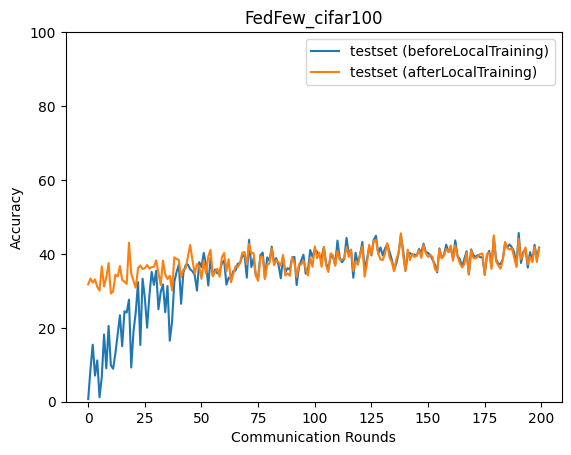 FedFew_cifar100
testset (beforeLocalTraining)
testset (afterLocalTraining)
Accuracy
100
80
60
40
20
0
0 25 50 75 100 125 150 175 200
Communication Rounds